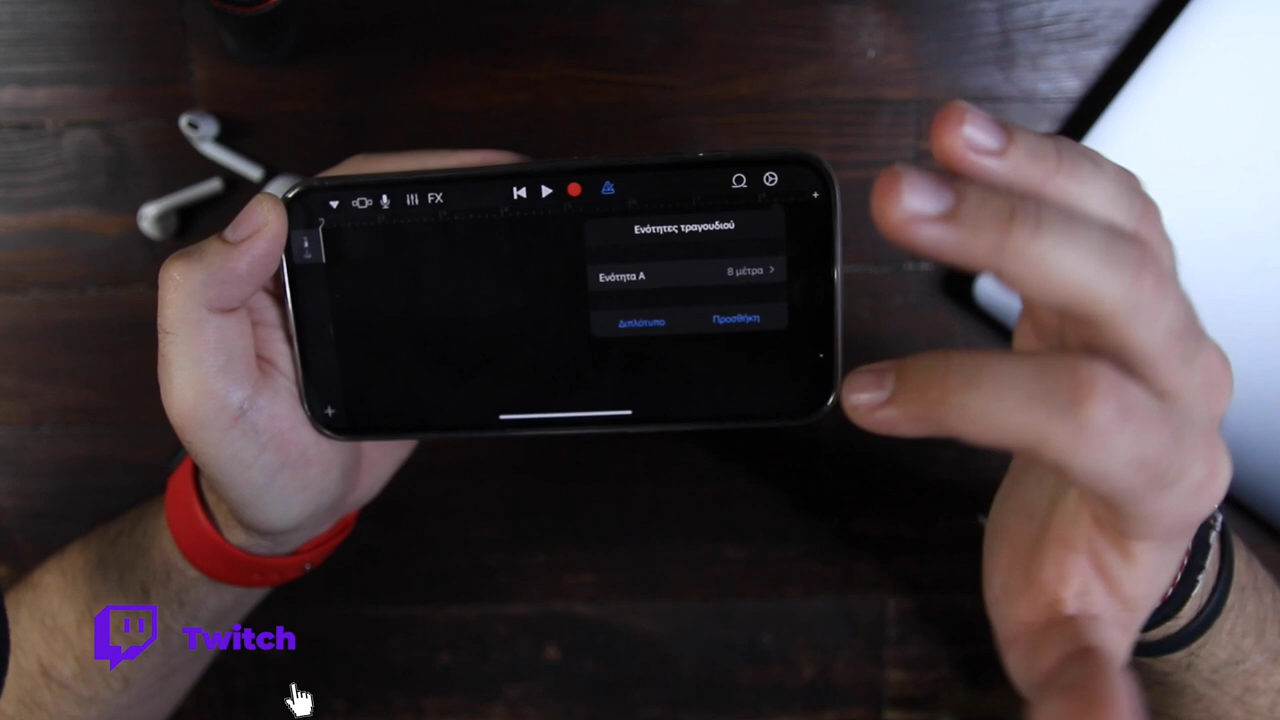 FX
Ενότητες τραγουδιού
Ενότητα Α
8 μέτρα
Διπλότυπο
Προσθήκη
Twitch